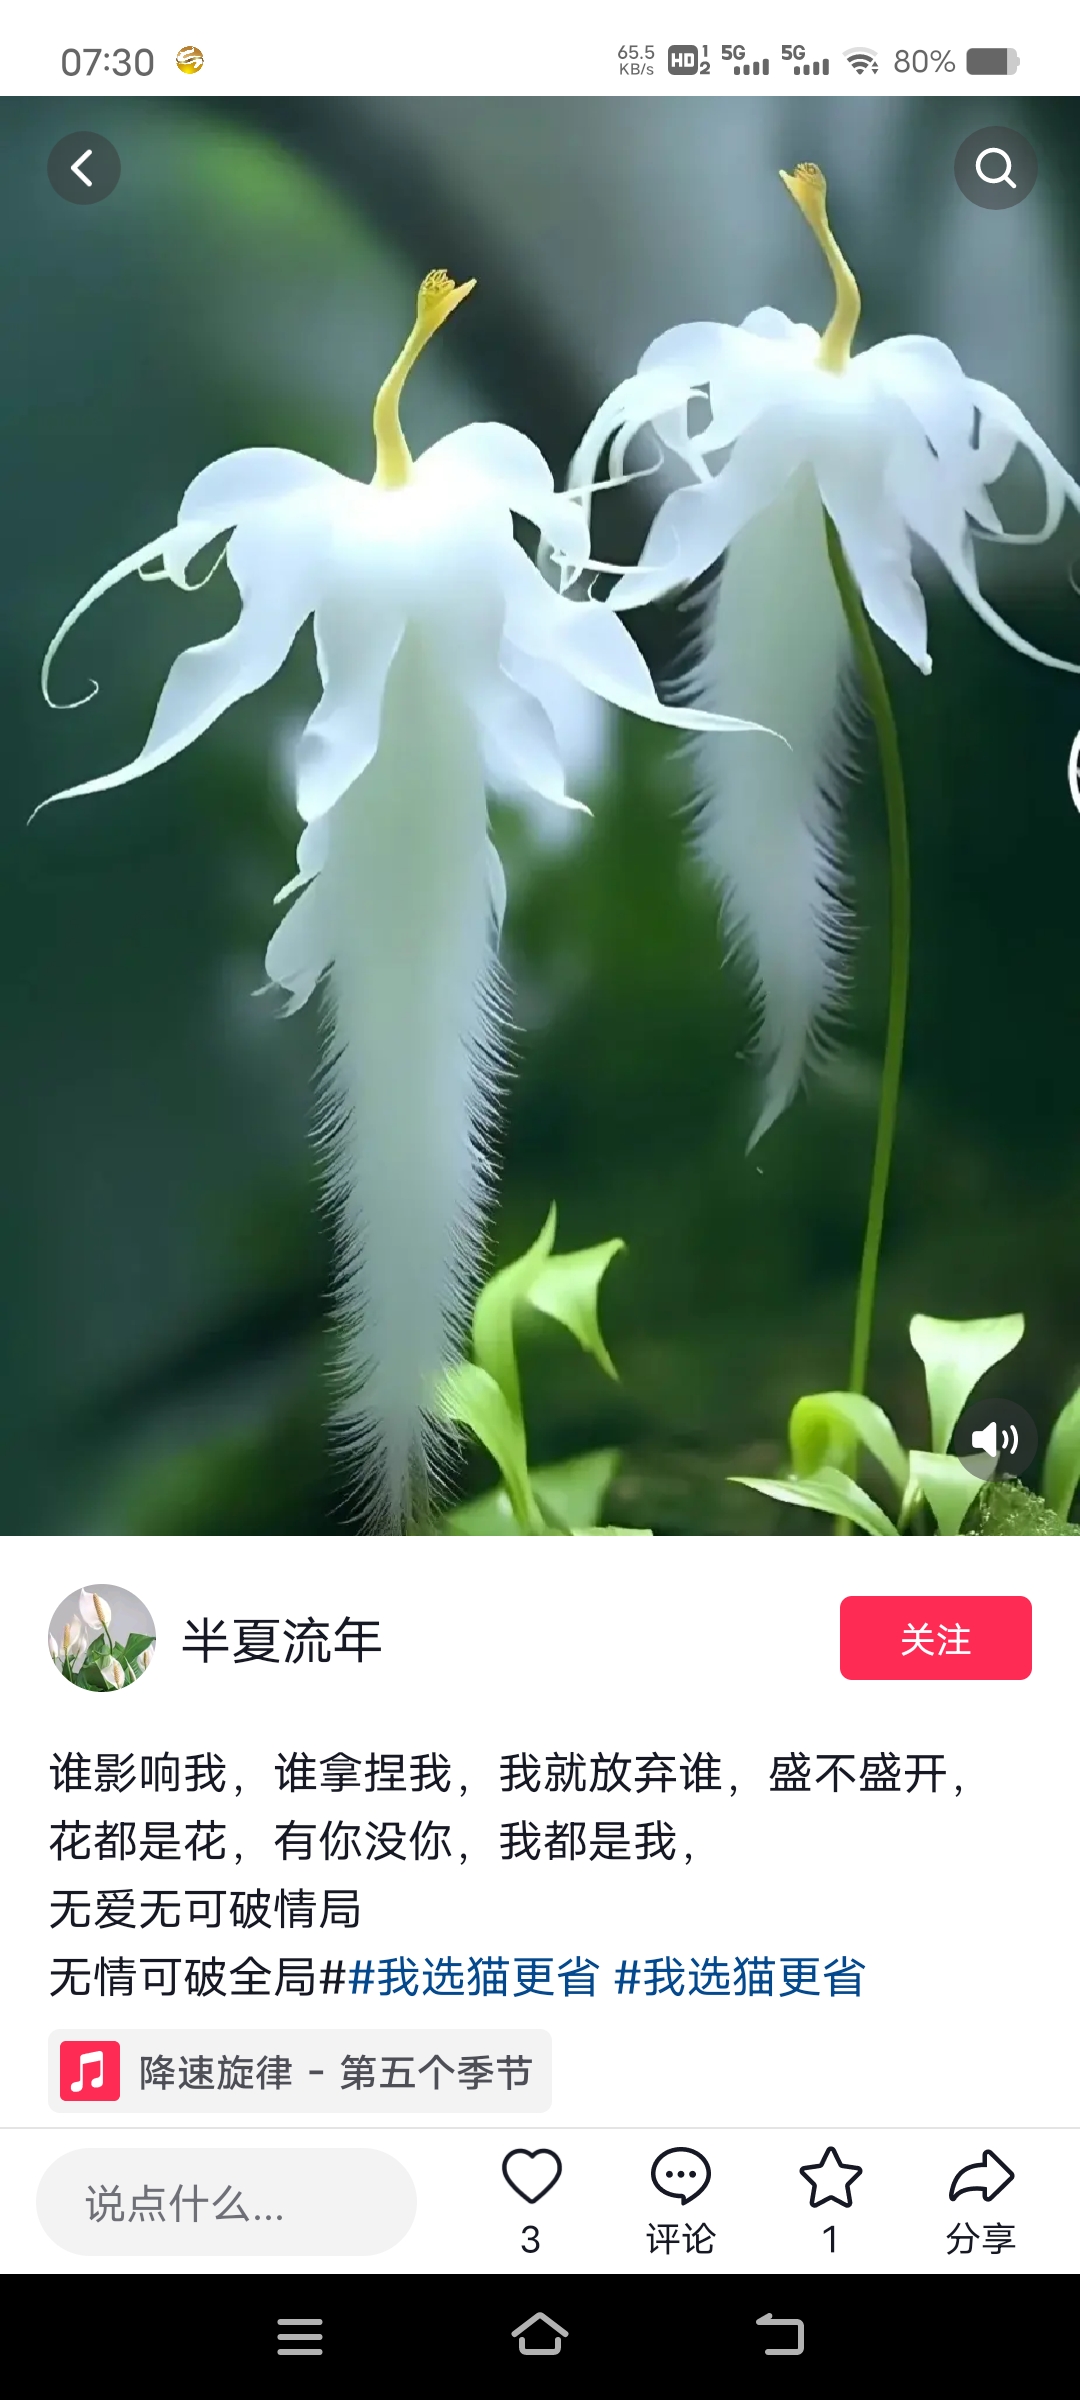 07:30
65.5 KB/s HD 1 2 5G 5G 80%
半夏流年
关注
谁影响我，谁拿捏我，我就放弃谁，盛不盛开，
花都是花，有你没你，我都是我，
无爱无可破情局
无情可破全局##我选猫更省 #我选猫更省
降速旋律 - 第五个季节
说点什么...
3
评论
1
分享